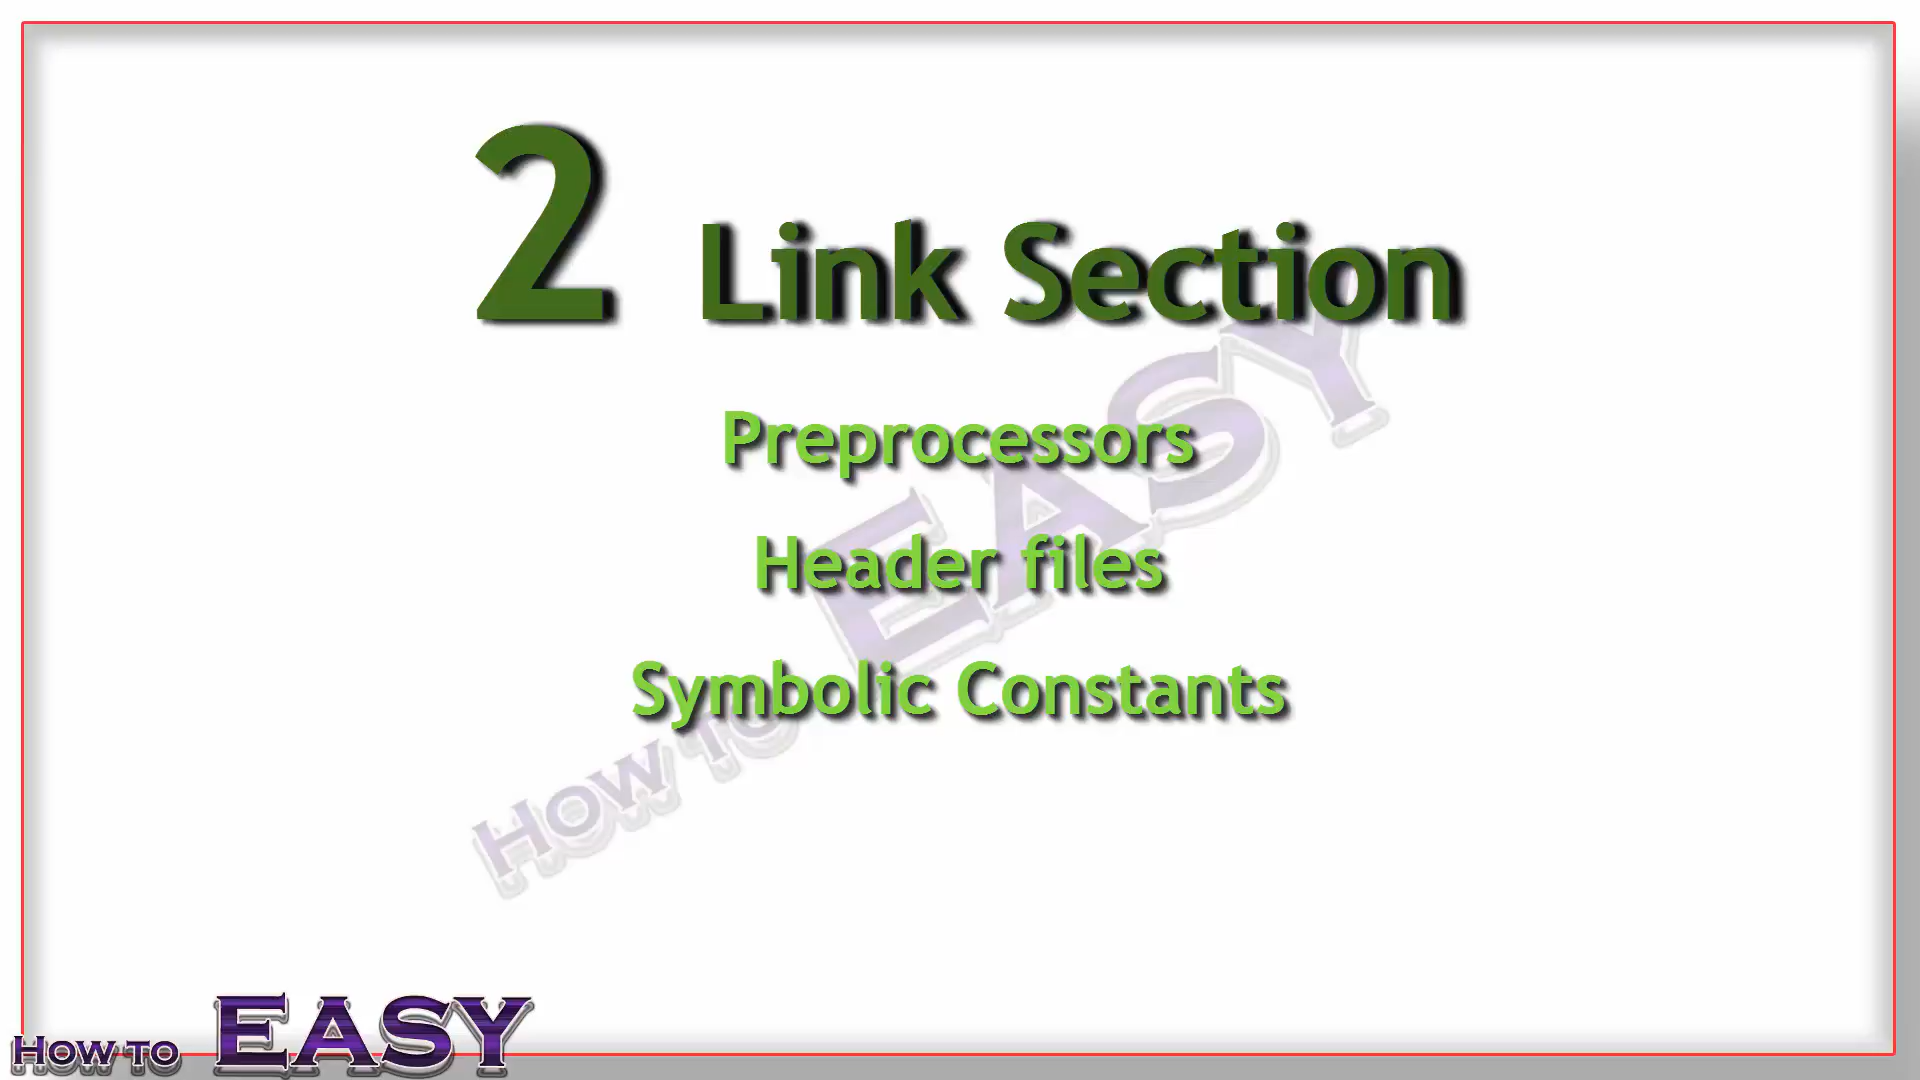 2 Link Section
Preprocessors
Header files
Symbolic Constants
How to EASY
How to EASY